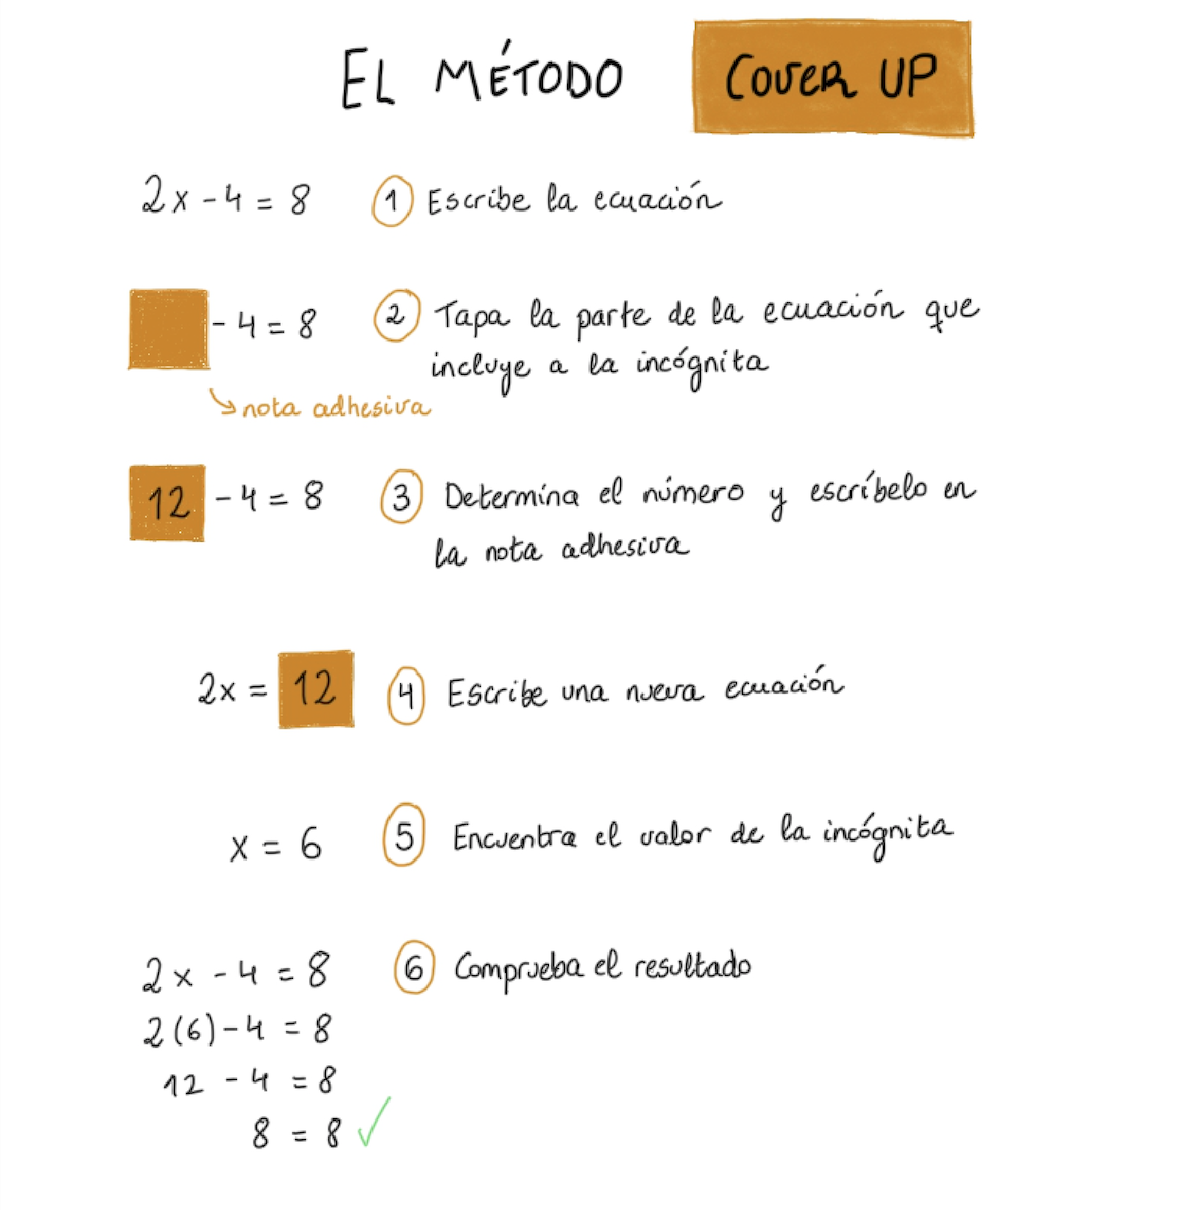 EL MÉTODO COVER UP
2x - 4 = 8 1 Escribe la ecuación
- 4 = 8 2 Tapa la parte de la ecuación que
incluye a la incógnita
nota adhesiva
12 - 4 = 8 3 Determina el número y escríbelo en
la nota adhesiva
2x = 12 4 Escribe una nueva ecuación
x = 6 5 Encuentra el valor de la incógnita
2x - 4 = 8 6 Comprueba el resultado
2(6) - 4 = 8
12 - 4 = 8
8 = 8 ✓